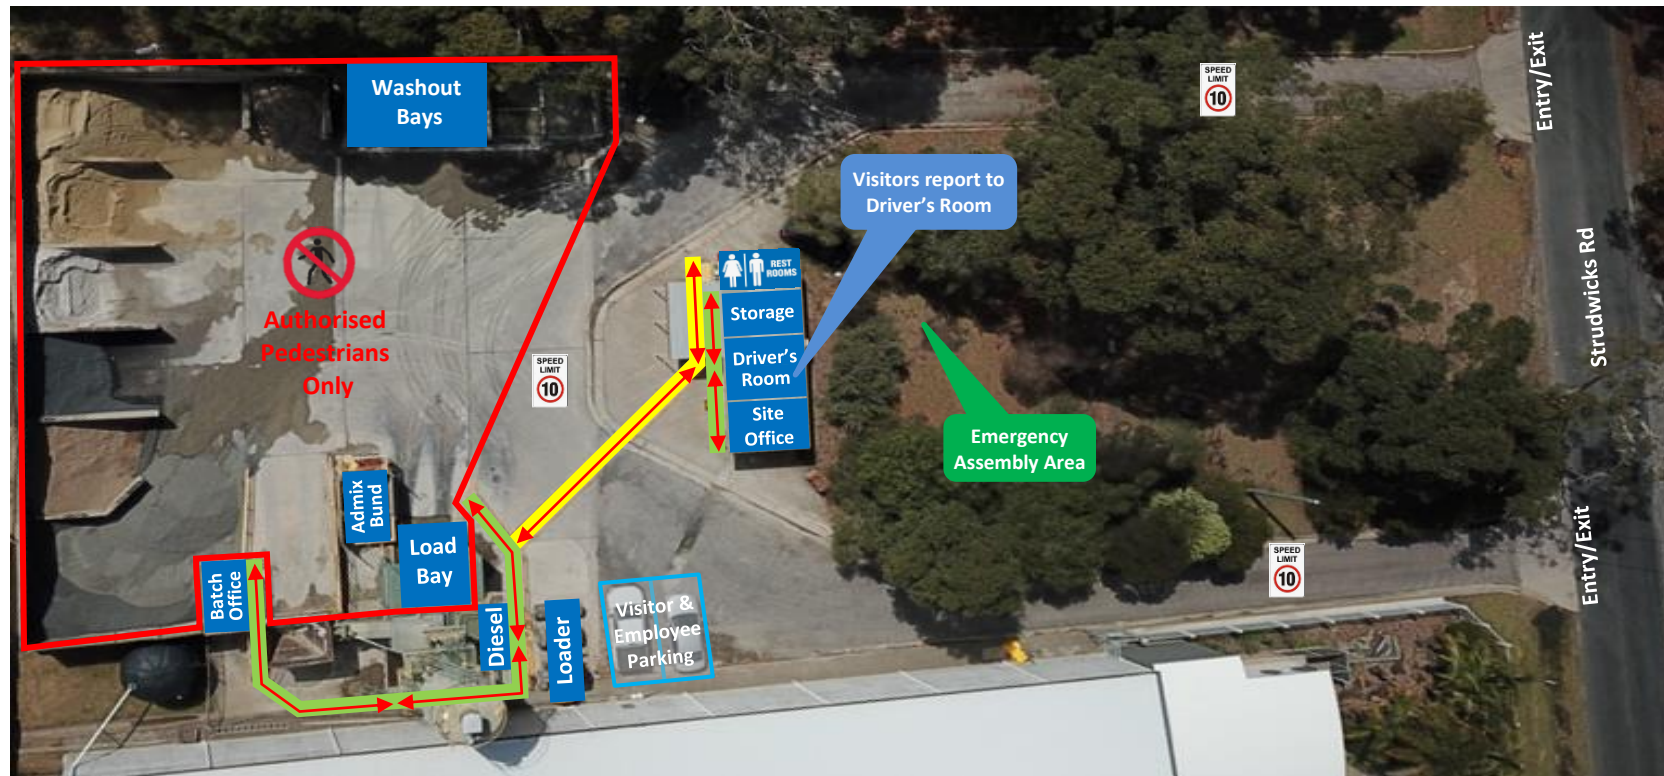 Washout
Bays
SPEED
LIMIT
10
Entry/Exit
Visitors report to
Driver's Room
REST
ROOMS
Storage
Driver's
Room
Site
Office
Authorised
Pedestrians
Only
SPEED
LIMIT
10
Strudwicks Rd
Emergency
Assembly Area
Admix
Bund
Load
Bay
Batch
Office
Diesel
Loader
Visitor &
Employee
Parking
SPEED
LIMIT
10
Entry/Exit